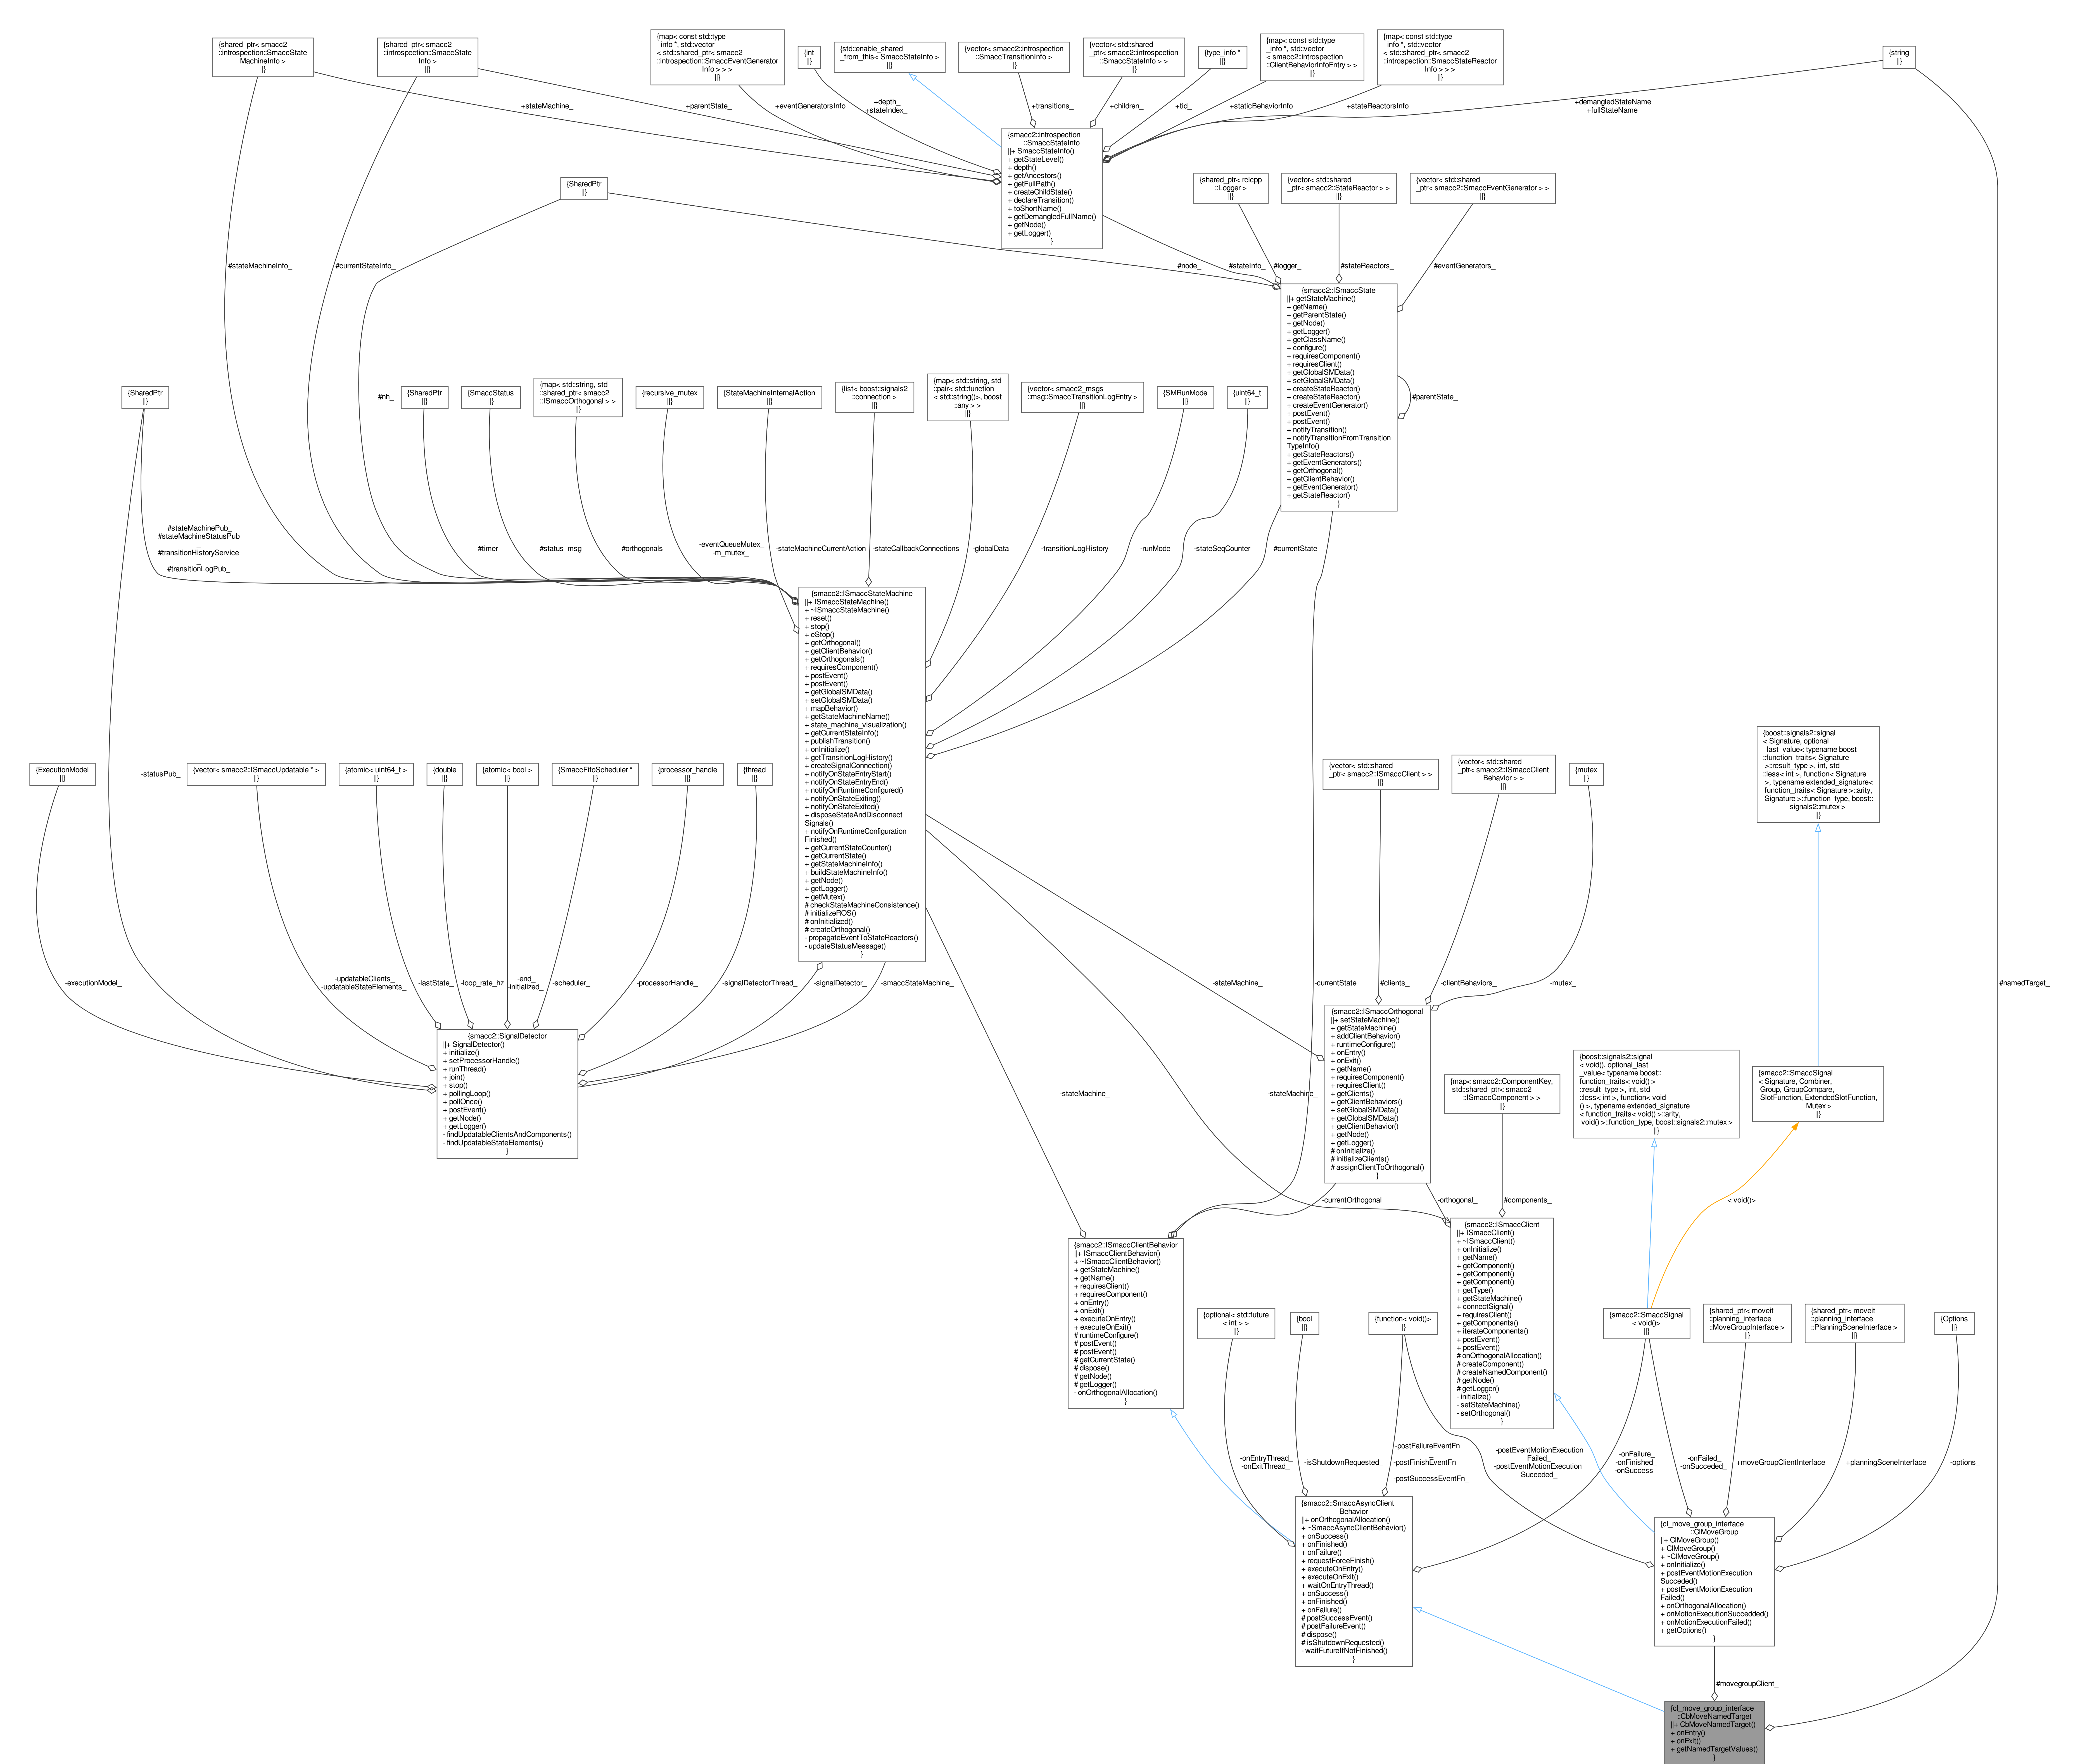 {shared_ptr< smacc2
::introspection::SmaccState
MachineInfo >
||}
{shared_ptr< smacc2
::introspection::SmaccState
Info >
||}
{map< const std::type
_info *, std::vector
< std::shared_ptr< smacc2
::introspection::SmaccEventGenerator
Info > > >
||}
{int
||}
{std::enable_shared
_from_this< SmaccStateInfo >
||}
{vector< smacc2::introspection
::SmaccTransitionInfo >
||}
{vector< std::shared
_ptr< smacc2::introspection
::SmaccStateInfo > >
||}
{type_info *
||}
{map< const std::type
_info *, std::vector
< smacc2::introspection
::ClientBehaviorInfoEntry > >
||}
{map< const std::type
_info *, std::vector
< std::shared_ptr< smacc2
::introspection::SmaccStateReactor
Info > > >
||}
{string
||}
+stateMachine_
+parentState_
+eventGeneratorsInfo
+depth_
+stateIndex_
+transitions_
+children_
+tid_
+staticBehaviorInfo
+stateReactorsInfo
+demangledStateName
+fullStateName
{smacc2::introspection
::SmaccStateInfo
||+ SmaccStateInfo()
+ getStateLevel()
+ depth()
+ getAncestors()
+ getFullPath()
+ createChildState()
+ declareTransition()
+ toShortName()
+ getDemangledFullName()
+ getNode()
+ getLogger()
}
{SharedPtr
||}
{shared_ptr< rclcpp
::Logger >
||}
{vector< std::shared
_ptr< smacc2::StateReactor > >
||}
{vector< std::shared
_ptr< smacc2::SmaccEventGenerator > >
||}
#stateMachineInfo_
#currentStateInfo_
#node_
#stateInfo_
#logger_
#stateReactors_
#eventGenerators_
{smacc2::ISmaccState
||+ getStateMachine()
+ getName()
+ getParentState()
+ getNode()
+ getLogger()
+ getClassName()
+ configure()
+ requiresComponent()
+ requiresClient()
+ getGlobalSMData()
+ setGlobalSMData()
+ createStateReactor()
+ createStateReactor()
+ createEventGenerator()
+ postEvent()
+ postEvent()
+ notifyTransition()
+ notifyTransitionFromTransition
TypeInfo()
+ getStateReactors()
+ getEventGenerators()
+ getOrthogonal()
+ getClientBehavior()
+ getEventGenerator()
+ getStateReactor()
}
#parentState_
{SharedPtr
||}
#nh_
{SharedPtr
||}
{SmaccStatus
||}
{map< std::string, std
::shared_ptr< smacc2
::ISmaccOrthogonal > >
||}
{recursive_mutex
||}
{StateMachineInternalAction
||}
{list< boost::signals2
::connection >
||}
{map< std::string, std
::pair< std::function
< std::string()>, boost
::any > >
||}
{vector< smacc2_msgs
::msg::SmaccTransitionLogEntry >
||}
{SMRunMode
||}
{uint64_t
||}
#stateMachinePub_
#stateMachineStatusPub
_
#transitionHistoryService
_
#transitionLogPub_
#timer_
#status_msg_
#orthogonals_
-eventQueueMutex_
-m_mutex_
-stateMachineCurrentAction
-stateCallbackConnections
-globalData_
-transitionLogHistory_
-runMode_
-stateSeqCounter_
#currentState_
{smacc2::ISmaccStateMachine
||+ ISmaccStateMachine()
+ ~ISmaccStateMachine()
+ reset()
+ stop()
+ eStop()
+ getOrthogonal()
+ getClientBehavior()
+ getOrthogonals()
+ requiresComponent()
+ postEvent()
+ postEvent()
+ getGlobalSMData()
+ setGlobalSMData()
+ mapBehavior()
+ getStateMachineName()
+ state_machine_visualization()
+ getCurrentStateInfo()
+ publishTransition()
+ onInitialize()
+ getTransitionLogHistory()
+ createSignalConnection()
+ notifyOnStateEntryStart()
+ notifyOnStateEntryEnd()
+ notifyOnRuntimeConfigured()
+ notifyOnStateExiting()
+ notifyOnStateExited()
+ disposeStateAndDisconnect
Signals()
+ notifyOnRuntimeConfiguration
Finished()
+ getCurrentStateCounter()
+ getCurrentState()
+ getStateMachineInfo()
+ buildStateMachineInfo()
+ getNode()
+ getLogger()
+ getMutex()
# checkStateMachineConsistence()
# initializeROS()
# onInitialized()
# createOrthogonal()
- propagateEventToStateReactors()
- updateStatusMessage()
}
{ExecutionModel
||}
-statusPub_
{vector< smacc2::ISmaccUpdatable * >
||}
{atomic< uint64_t >
||}
{double
||}
{atomic< bool >
||}
{SmaccFifoScheduler *
||}
{processor_handle
||}
{thread
||}
{vector< std::shared
_ptr< smacc2::ISmaccClient > >
||}
{vector< std::shared
_ptr< smacc2::ISmaccClient
Behavior > >
||}
{mutex
||}
{boost::signals2::signal
< Signature, optional
_last_value< typename boost
::function_traits< Signature
>::result_type >, int, std
::less< int >, function< Signature
>, typename extended_signature<
function_traits< Signature >::arity,
Signature >::function_type, boost::
signals2::mutex >
||}
-executionModel_
-updatableClients_
-updatableStateElements_
-lastState_
-loop_rate_hz
-end_
-initialized_
-scheduler_
-processorHandle_
-signalDetectorThread_
-signalDetector_
-smaccStateMachine_
-stateMachine_
-currentState
#clients_
-clientBehaviors_
-mutex_
#namedTarget_
{smacc2::SignalDetector
||+ SignalDetector()
+ initialize()
+ setProcessorHandle()
+ runThread()
+ join()
+ stop()
+ pollingLoop()
+ pollOnce()
+ postEvent()
+ getNode()
+ getLogger()
- findUpdatableClientsAndComponents()
- findUpdatableStateElements()
}
{smacc2::ISmaccOrthogonal
||+ setStateMachine()
+ getStateMachine()
+ addClientBehavior()
+ runtimeConfigure()
+ onEntry()
+ onExit()
+ getName()
+ requiresComponent()
+ requiresClient()
+ getClients()
+ getClientBehaviors()
+ setGlobalSMData()
+ getGlobalSMData()
+ getClientBehavior()
+ getNode()
+ getLogger()
# onInitialize()
# initializeClients()
# assignClientToOrthogonal()
}
-stateMachine_
-stateMachine_
{map< smacc2::ComponentKey,
std::shared_ptr< smacc2
::ISmaccComponent > >
||}
{boost::signals2::signal
< void(), optional_last
_value< typename boost::
function_traits< void() >
::result_type >, int, std
::less< int >, function< void
() >, typename extended_signature
< function_traits< void() >::arity,
void() >::function_type, boost::signals2::mutex >
||}
{smacc2::SmaccSignal
< Signature, Combiner,
Group, GroupCompare,
SlotFunction, ExtendedSlotFunction,
Mutex >
||}
-currentOrthogonal
-orthogonal_
#components_
< void()>
{smacc2::ISmaccClientBehavior
||+ ISmaccClientBehavior()
+ ~ISmaccClientBehavior()
+ getStateMachine()
+ getName()
+ requiresClient()
+ requiresComponent()
+ onEntry()
+ onExit()
+ executeOnEntry()
+ executeOnExit()
# runtimeConfigure()
# postEvent()
# postEvent()
# getCurrentState()
# dispose()
# getNode()
# getLogger()
- onOrthogonalAllocation()
}
{smacc2::ISmaccClient
||+ ISmaccClient()
+ ~ISmaccClient()
+ onInitialize()
+ getName()
+ getComponent()
+ getComponent()
+ getComponent()
+ getType()
+ getStateMachine()
+ connectSignal()
+ requiresClient()
+ getComponents()
+ iterateComponents()
+ postEvent()
+ postEvent()
# onOrthogonalAllocation()
# createComponent()
# createNamedComponent()
# getNode()
# getLogger()
- initialize()
- setStateMachine()
- setOrthogonal()
}
{optional< std::future
< int > >
||}
{bool
||}
{function< void()>
||}
{smacc2::SmaccSignal
< void()>
||}
{shared_ptr< moveit
::planning_interface
::MoveGroupInterface >
||}
{shared_ptr< moveit
::planning_interface
::PlanningSceneInterface >
||}
{Options
||}
-onEntryThread_
-onExitThread_
-isShutdownRequested_
-postFailureEventFn
_
-postFinishEventFn
_
-postSuccessEventFn_
-postEventMotionExecution
Failed_
-postEventMotionExecution
Succeded_
-onFailure_
-onFinished_
-onSuccess_
-onFailed_
-onSucceded_
+moveGroupClientInterface
+planningSceneInterface
-options_
{smacc2::SmaccAsyncClient
Behavior
||+ onOrthogonalAllocation()
+ ~SmaccAsyncClientBehavior()
+ onSuccess()
+ onFinished()
+ onFailure()
+ requestForceFinish()
+ executeOnEntry()
+ executeOnExit()
+ waitOnEntryThread()
+ onSuccess()
+ onFinished()
+ onFailure()
# postSuccessEvent()
# postFailureEvent()
# dispose()
# isShutdownRequested()
- waitFutureIfNotFinished()
}
{cl_move_group_interface
::ClMoveGroup
||+ ClMoveGroup()
+ ClMoveGroup()
+ ~ClMoveGroup()
+ onInitialize()
+ postEventMotionExecution
Succeded()
+ postEventMotionExecution
Failed()
+ onOrthogonalAllocation()
+ onMotionExecutionSuccedded()
+ onMotionExecutionFailed()
+ getOptions()
}
#movegroupClient_
{cl_move_group_interface
::CbMoveNamedTarget
||+ CbMoveNamedTarget()
+ onEntry()
+ onExit()
+ getNamedTargetValues()
}